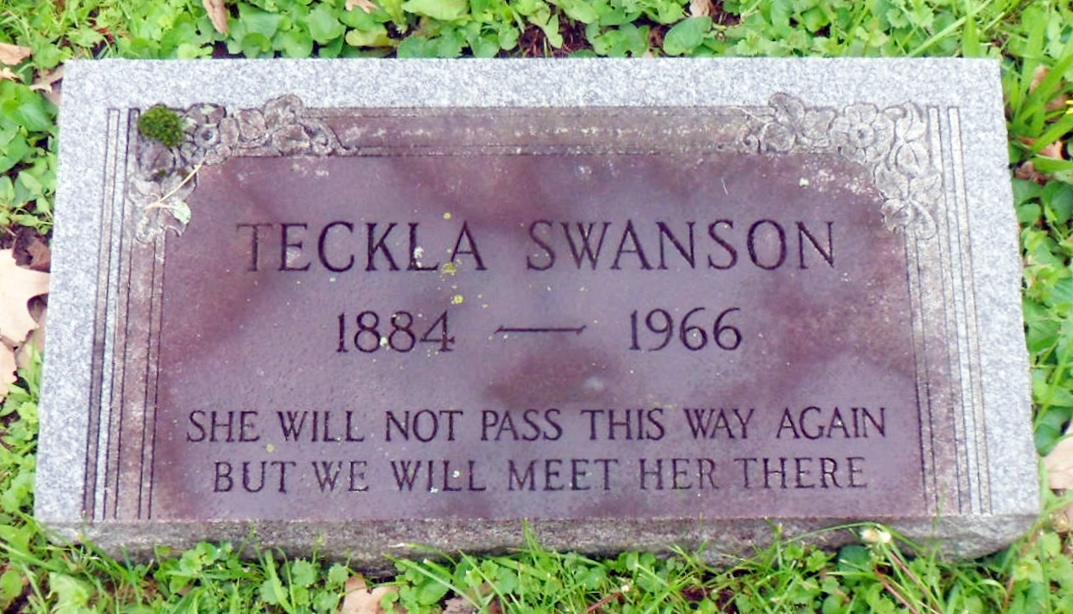 TECKLA SWANSON
1884 — 1966
SHE WILL NOT PASS THIS WAY AGAIN
BUT WE WILL MEET HER THERE